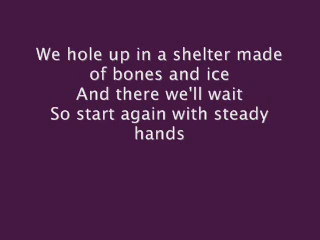 We hole up in a shelter made
of bones and ice
And there we'll wait
So start again with steady
hands